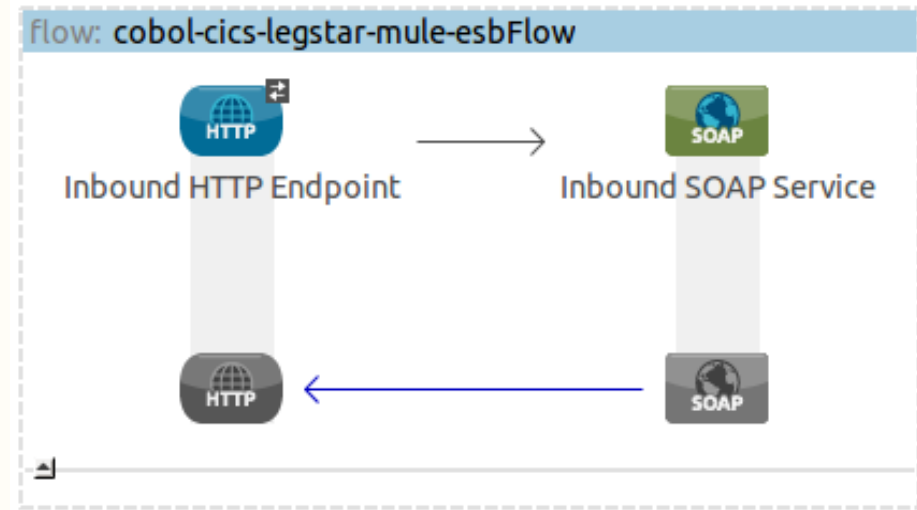 flow: cobol-cics-legstar-mule-esbFlow
HTTP
SOAP
Inbound HTTP Endpoint
Inbound SOAP Service
HTTP
SOAP